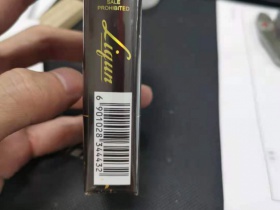 SALE
PROHIBITED
Liqun
6 901028 344432